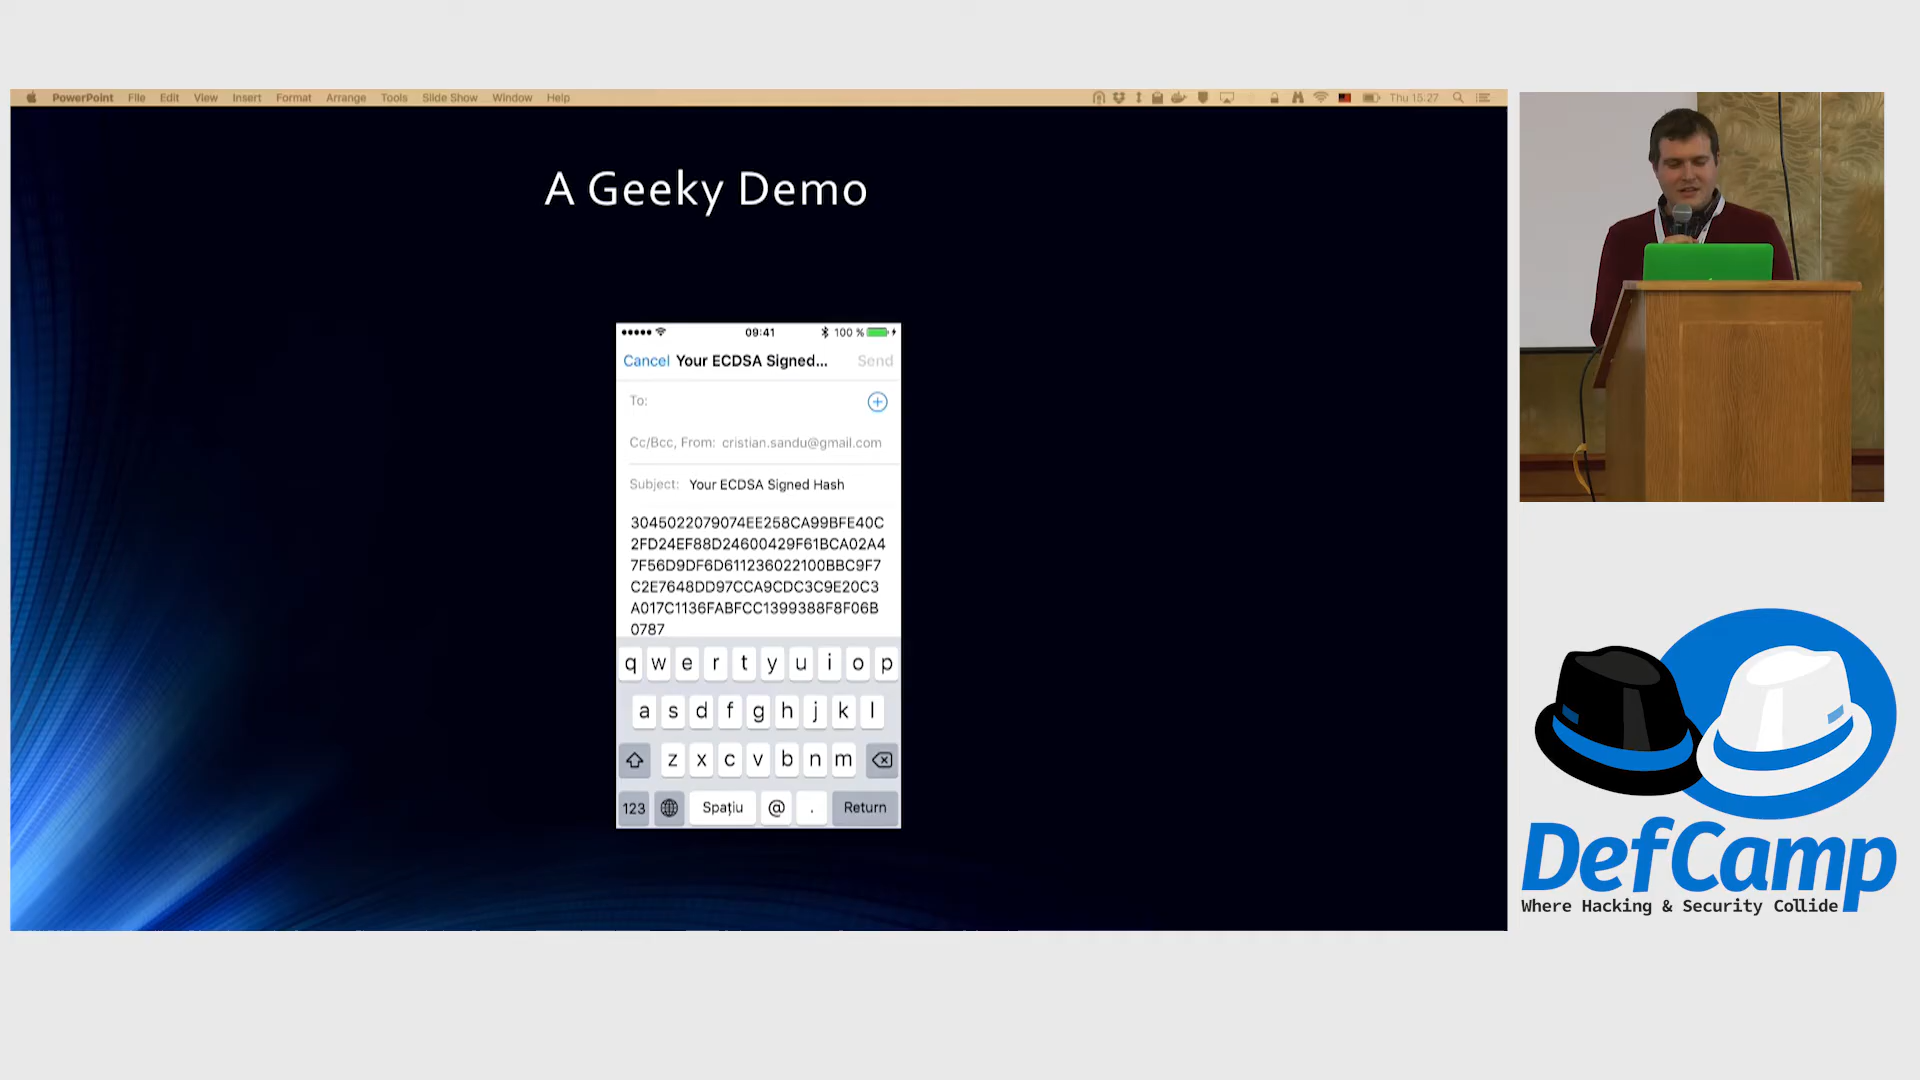 PowerPoint File Edit View Insert Format Arrange Tools Slide Show Window Help Thu 15:27
A Geeky Demo
09:41 100 %
Cancel Your ECDSA Signed... Send
To:
Cc/Bcc, From: cristian.sandu@gmail.com
Subject: Your ECDSA Signed Hash
3045022079074EE258CA99BFE40C
2FD24EF88D24600429F61BCA02A4
7F56D9DF6D611236022100BBC9F7
C2E7648DD97CCA9CDC3C9E20C3
A017C1136FABFCC1399388F8F06B
0787
q w e r t y u i o p
a s d f g h j k l
z x c v b n m
123 Spațiu @ . Return
DefCamp
Where Hacking & Security Collide